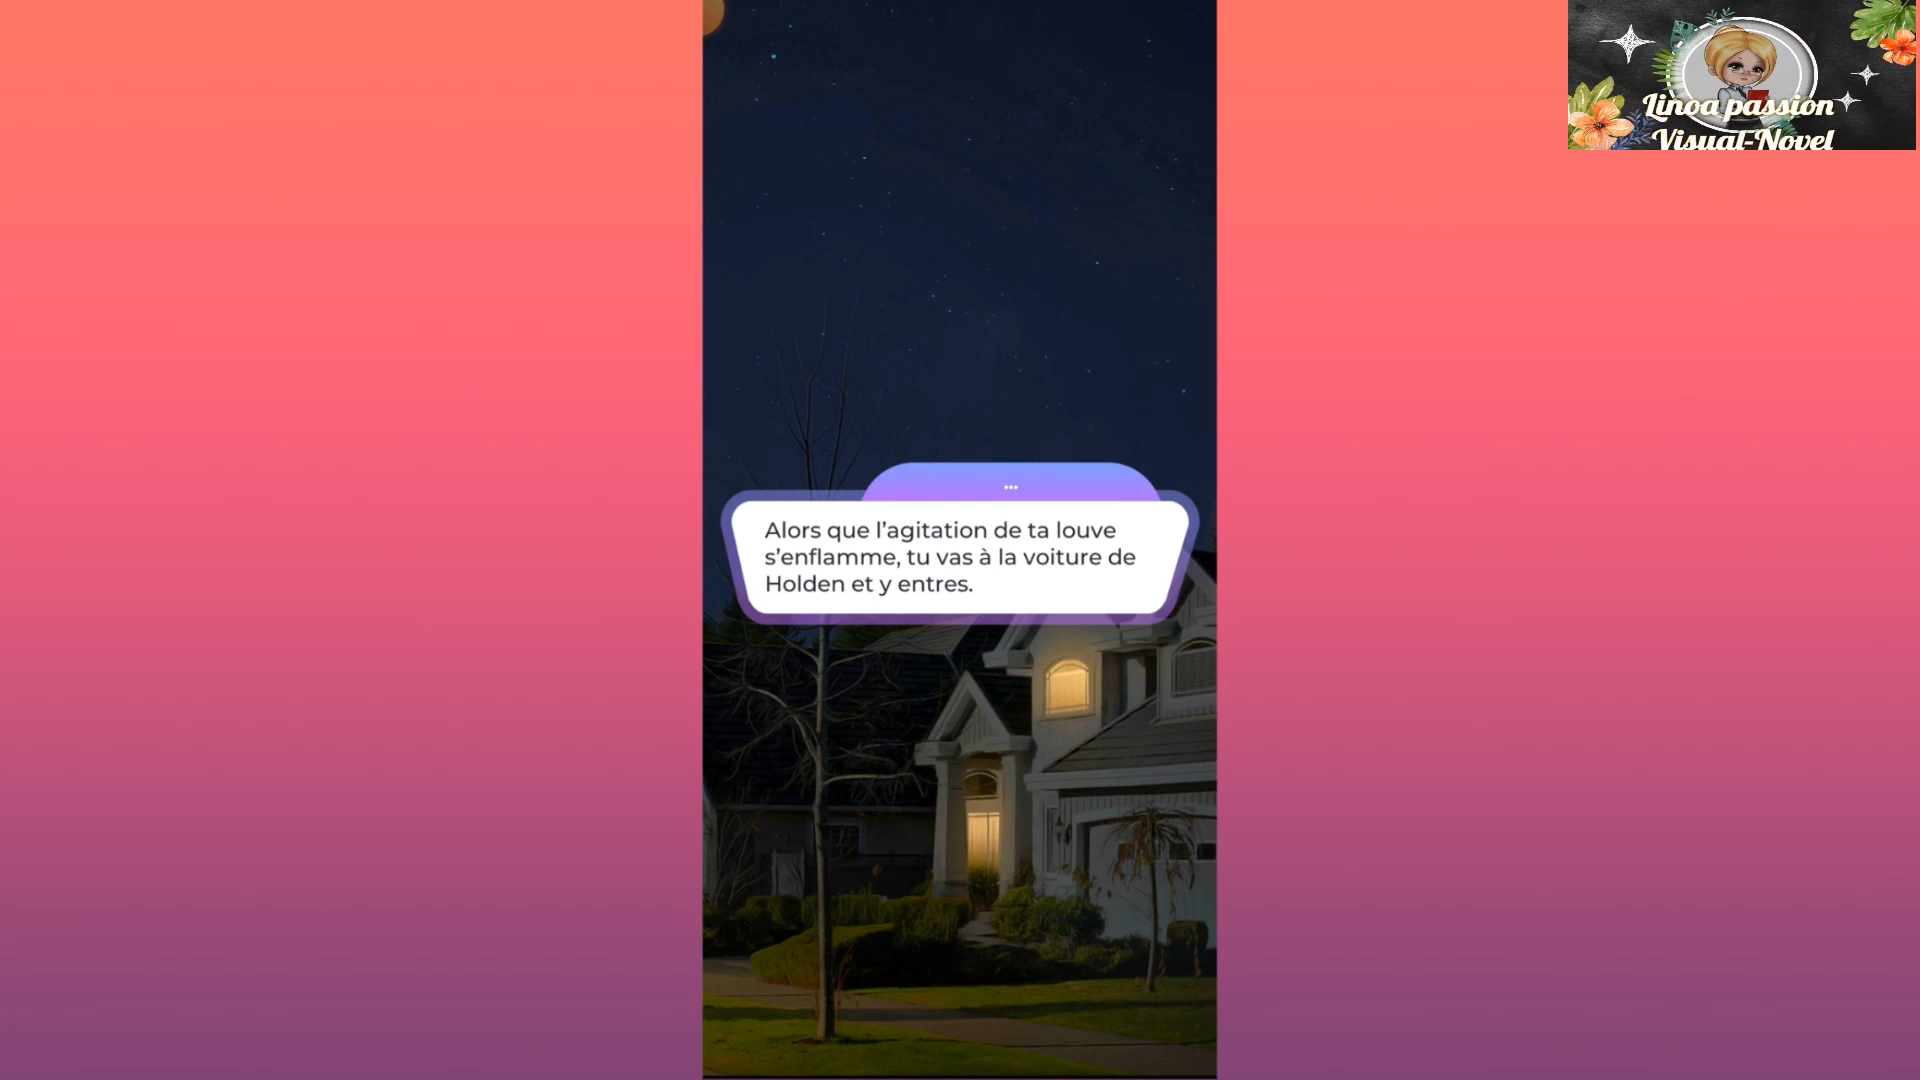 Linoa passion
Visual-Novel
...
Alors que l’agitation de ta louve
s’enflamme, tu vas à la voiture de
Holden et y entres.